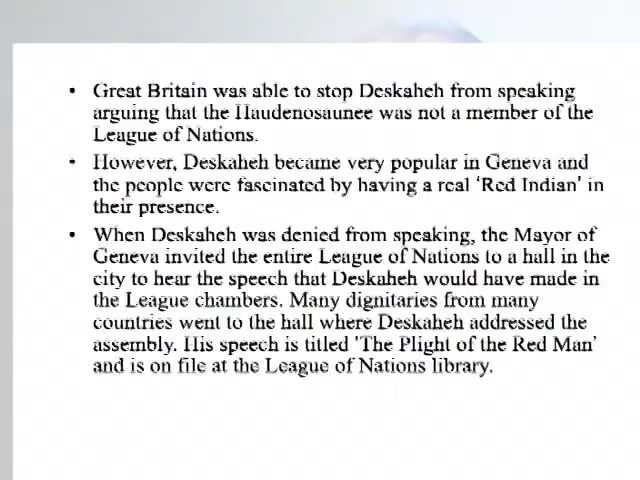 • Great Britain was able to stop Deskaheh from speaking
arguing that the Haudenosaunee was not a member of the
League of Nations.
• However, Deskaheh became very popular in Geneva and
the people were fascinated by having a real ‘Red Indian’ in
their presence.
• When Deskaheh was denied from speaking, the Mayor of
Geneva invited the entire League of Nations to a hall in the
city to hear the speech that Deskaheh would have made in
the League chambers. Many dignitaries from many
countries went to the hall where Deskaheh addressed the
assembly. His speech is titled 'The Plight of the Red Man’
and is on file at the League of Nations library.